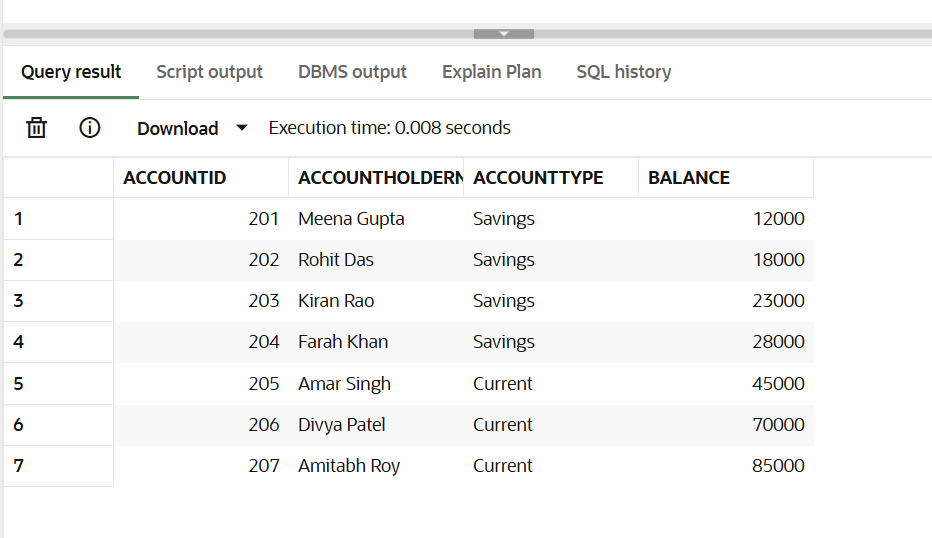 Query result Script output DBMS output Explain Plan SQL history
Download Execution time: 0.008 seconds
ACCOUNTID ACCOUNTHOLDERN ACCOUNTTYPE BALANCE
1 201 Meena Gupta Savings 12000
2 202 Rohit Das Savings 18000
3 203 Kiran Rao Savings 23000
4 204 Farah Khan Savings 28000
5 205 Amar Singh Current 45000
6 206 Divya Patel Current 70000
7 207 Amitabh Roy Current 85000